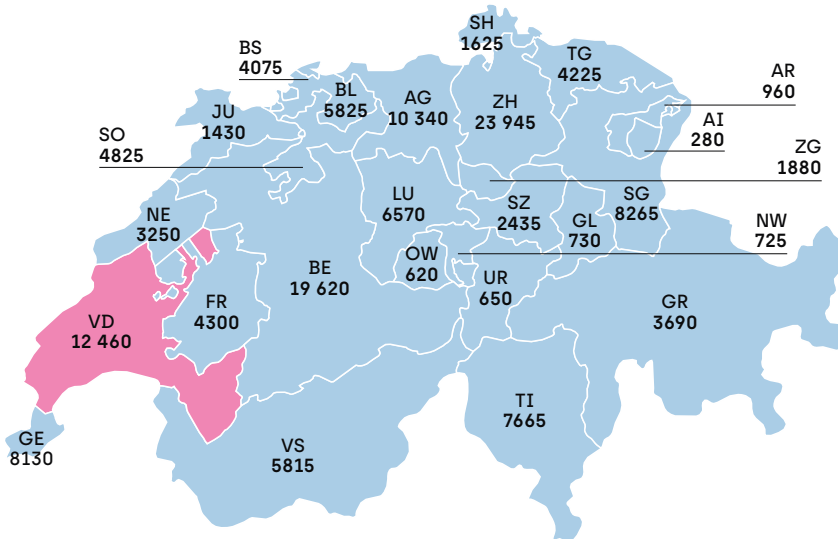 SH
1625
BS
4075
TG
4225
BL
5825
AG
10 340
ZH
23 945
AR
960
JU
1430
AI
280
SO
4825
ZG
1880
LU
6570
SZ
2435
GL
730
SG
8265
NE
3250
NW
725
OW
620
BE
19 620
UR
650
FR
4300
GR
3690
VD
12 460
TI
7665
GE
8130
VS
5815